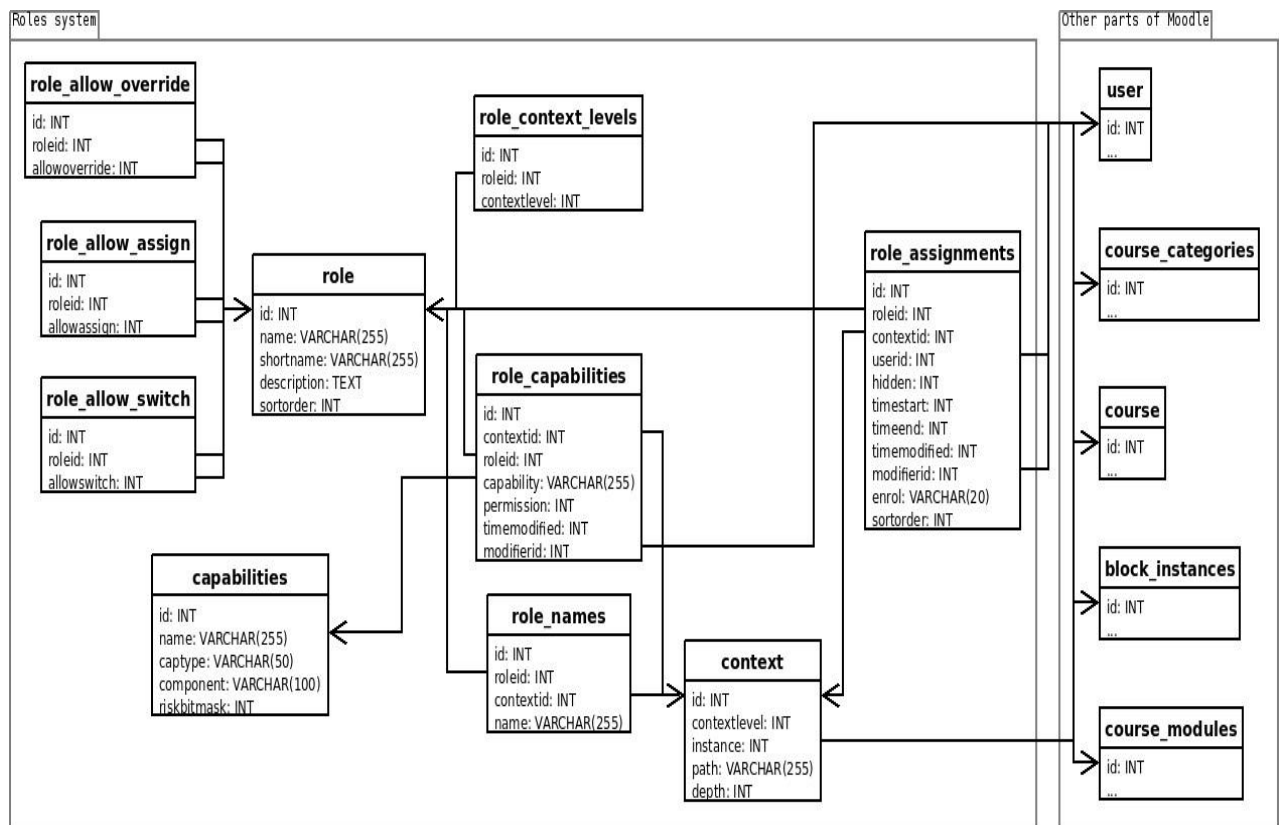 Roles system
role_allow_override
id: INT
roleid: INT
allowoverride: INT
role_allow_assign
id: INT
roleid: INT
allowassign: INT
role_allow_switch
id: INT
roleid: INT
allowswitch: INT
role
id: INT
name: VARCHAR(255)
shortname: VARCHAR(255)
description: TEXT
sortorder: INT
capabilities
id: INT
name: VARCHAR(255)
captype: VARCHAR(50)
component: VARCHAR(100)
riskbitmask: INT
role_context_levels
id: INT
roleid: INT
contextlevel: INT
role_capabilities
id: INT
contextid: INT
roleid: INT
capability: VARCHAR(255)
permission: INT
timemodified: INT
modifierid: INT
role_names
id: INT
roleid: INT
contextid: INT
name: VARCHAR(255)
context
id: INT
contextlevel: INT
instance: INT
path: VARCHAR(255)
depth: INT
role_assignments
id: INT
roleid: INT
contextid: INT
userid: INT
hidden: INT
timestart: INT
timeend: INT
timemodified: INT
modifierid: INT
enrol: VARCHAR(20)
sortorder: INT
Other parts of Moodle
user
id: INT
...
course_categories
id: INT
...
course
id: INT
...
block_instances
id: INT
...
course_modules
id: INT
...